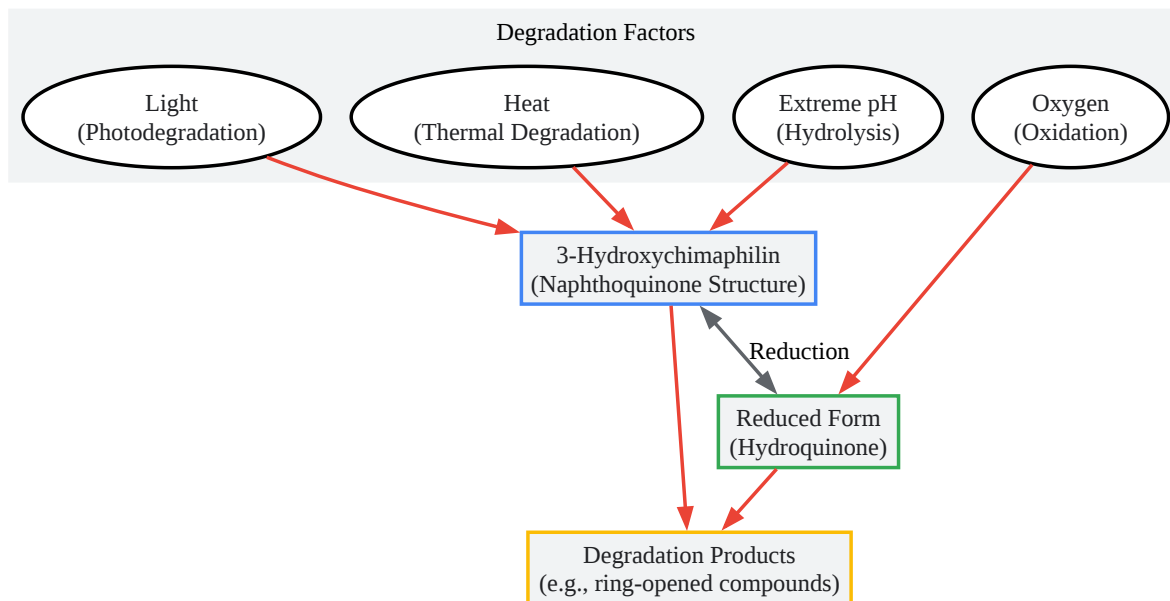 Degradation Factors
Light
(Photodegradation)
Heat
(Thermal Degradation)
Extreme pH
(Hydrolysis)
Oxygen
(Oxidation)
3-Hydroxychimaphilin
(Naphthoquinone Structure)
Reduction
Reduced Form
(Hydroquinone)
Degradation Products
(e.g., ring-opened compounds)